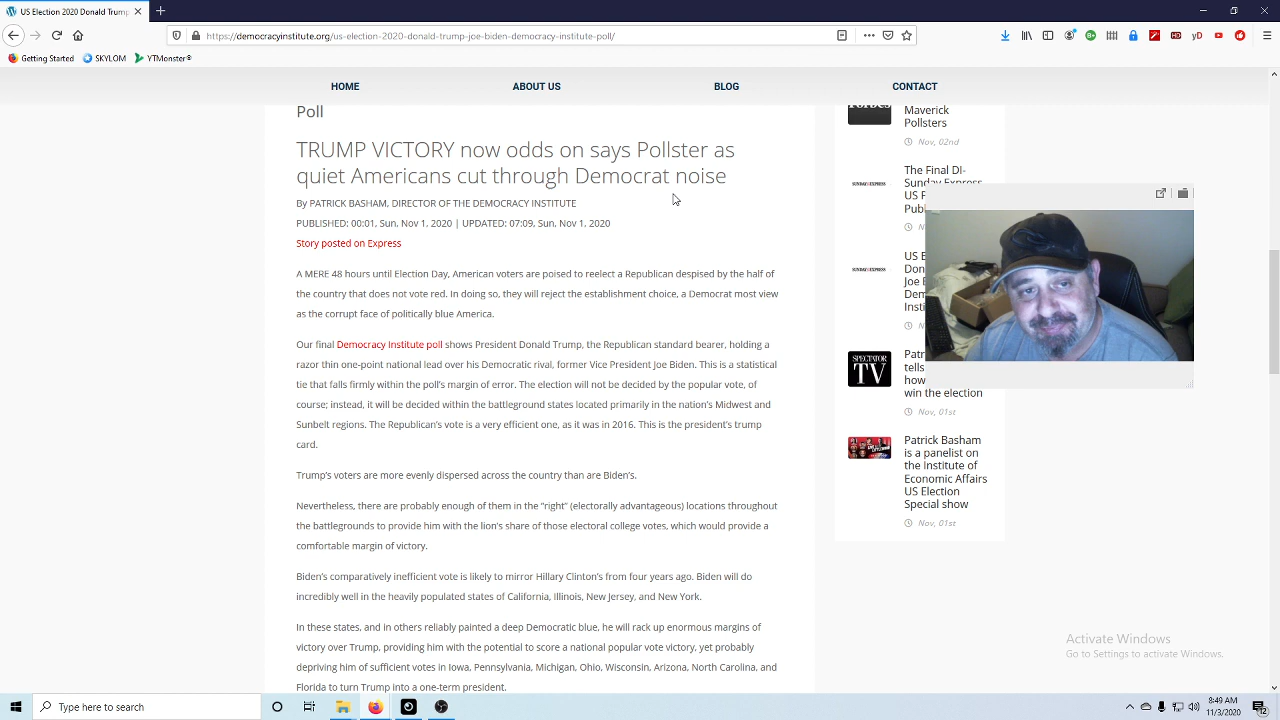 US Election 2020 Donald Trump
https://democracyinstitute.org/us-election-2020-donald-trump-joe-biden-democracy-institute-poll/
Getting Started
SKYLOM
YTMonster®
HOME
ABOUT US
BLOG
CONTACT
Poll
TRUMP VICTORY now odds on says Pollster as
quiet Americans cut through Democrat noise
By PATRICK BASHAM, DIRECTOR OF THE DEMOCRACY INSTITUTE
PUBLISHED: 00:01, Sun, Nov 1, 2020 | UPDATED: 07:09, Sun, Nov 1, 2020
Story posted on Express
A MERE 48 hours until Election Day, American voters are poised to reelect a Republican despised by the half of
the country that does not vote red. In doing so, they will reject the establishment choice, a Democrat most view
as the corrupt face of politically blue America.
Our final Democracy Institute poll shows President Donald Trump, the Republican standard bearer, holding a
razor thin one-point national lead over his Democratic rival, former Vice President Joe Biden. This is a statistical
tie that falls firmly within the poll's margin of error. The election will not be decided by the popular vote, of
course; instead, it will be decided within the battleground states located primarily in the nation's Midwest and
Sunbelt regions. The Republican's vote is a very efficient one, as it was in 2016. This is the president's trump
card.
Trump's voters are more evenly dispersed across the country than are Biden's.
Nevertheless, there are probably enough of them in the "right" (electorally advantageous) locations throughout
the battlegrounds to provide him with the lion's share of those electoral college votes, which would provide a
comfortable margin of victory.
Biden's comparatively inefficient vote is likely to mirror Hillary Clinton's from four years ago. Biden will do
incredibly well in the heavily populated states of California, Illinois, New Jersey, and New York.
In these states, and in others reliably painted a deep Democratic blue, he will rack up enormous margins of
victory over Trump, providing him with the potential to score a national popular vote victory, yet probably
depriving him of sufficient votes in Iowa, Pennsylvania, Michigan, Ohio, Wisconsin, Arizona, North Carolina, and
Florida to turn Trump into a one-term president.
Maverick
Pollsters
Nov, 02nd
The Final DI-
Sunday Express
US
Publ
SUNDAY EXPRESS
US E
Don
Joe
Dem
Insti
SUNDAY EXPRESS
SPECTATOR
TV
Patr
tells
how
win the election
Nov, 01st
Patrick Basham
is a panelist on
the Institute of
Economic Affairs
US Election
Special show
Nov, 01st
Activate Windows
Go to Settings to activate Windows.
Type here to search
8:49 AM
11/3/2020
12